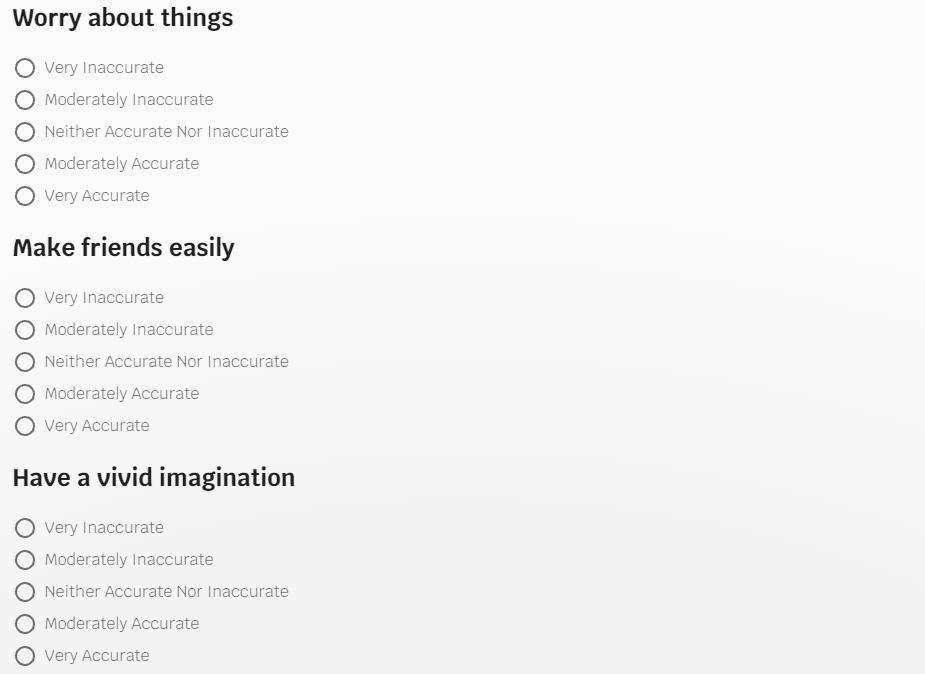 Worry about things
Very Inaccurate
Moderately Inaccurate
Neither Accurate Nor Inaccurate
Moderately Accurate
Very Accurate
Make friends easily
Very Inaccurate
Moderately Inaccurate
Neither Accurate Nor Inaccurate
Moderately Accurate
Very Accurate
Have a vivid imagination
Very Inaccurate
Moderately Inaccurate
Neither Accurate Nor Inaccurate
Moderately Accurate
Very Accurate